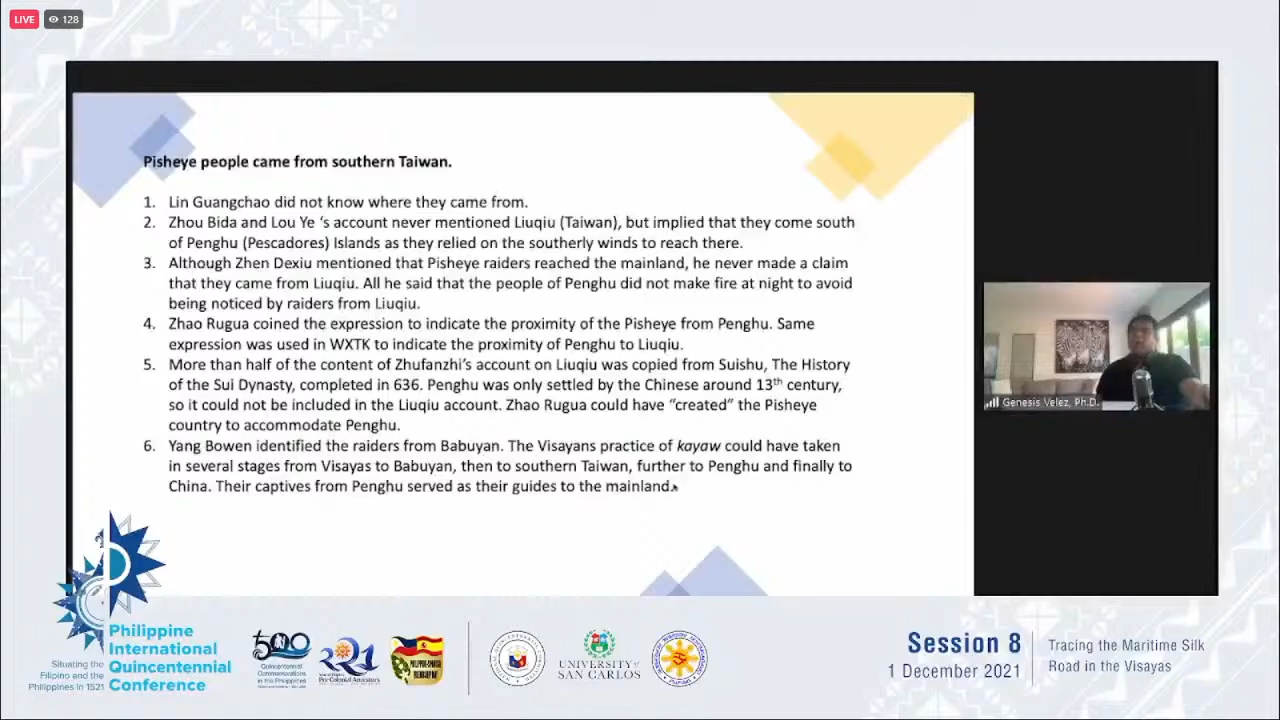 LIVE
128
Pisheye people came from southern Taiwan.
1. Lin Guangchao did not know where they came from.
2. Zhou Bida and Lou Ye ‘s account never mentioned Liuqiu (Taiwan), but implied that they come south
of Penghu (Pescadores) Islands as they relied on the southerly winds to reach there.
3. Although Zhen Dexiu mentioned that Pisheye raiders reached the mainland, he never made a claim
that they came from Liuqiu. All he said that the people of Penghu did not make fire at night to avoid
being noticed by raiders from Liuqiu.
4. Zhao Rugua coined the expression to indicate the proximity of the Pisheye from Penghu. Same
expression was used in WXTK to indicate the proximity of Penghu to Liuqiu.
5. More than half of the content of Zhufanzhi’s account on Liuqiu was copied from Suishu, The History
of the Sui Dynasty, completed in 636. Penghu was only settled by the Chinese around 13th century,
so it could not be included in the Liuqiu account. Zhao Rugua could have “created” the Pisheye
country to accommodate Penghu.
6. Yang Bowen identified the raiders from Babuyan. The Visayans practice of kayaw could have taken
in several stages from Visayas to Babuyan, then to southern Taiwan, further to Penghu and finally to
China. Their captives from Penghu served as their guides to the mainland.
Genesis Velez, Ph.D.
Situating the
Filipino and the
Philippines in 1521
Philippine
International
Quincentennial
Conference
500
Quincentennial
Commemorations
in the Philippines
2021
Pre-Colonial Ancestors
PHILIPPINE-SPANISH
FRIENDSHIP
UNIVERSITY of
SAN CARLOS
Session 8
1 December 2021
Tracing the Maritime Silk
Road in the Visayas